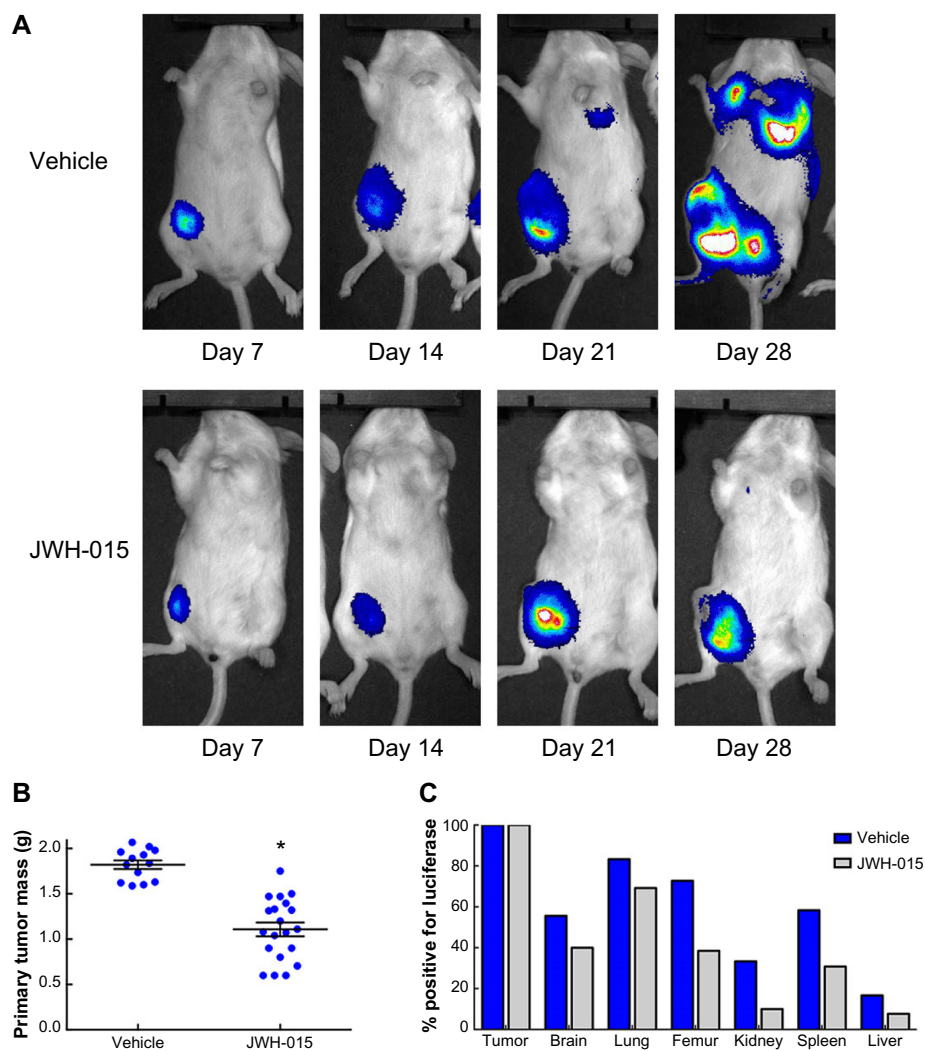 A
Vehicle
Day 7 Day 14 Day 21 Day 28
JWH-015
Day 7 Day 14 Day 21 Day 28
B
Primary tumor mass (g)
2.0
1.5
1.0
0.5
0.0
*
Vehicle JWH-015
C
% positive for luciferase
100
80
60
40
20
0
Vehicle
JWH-015
Tumor Brain Lung Femur Kidney Spleen Liver